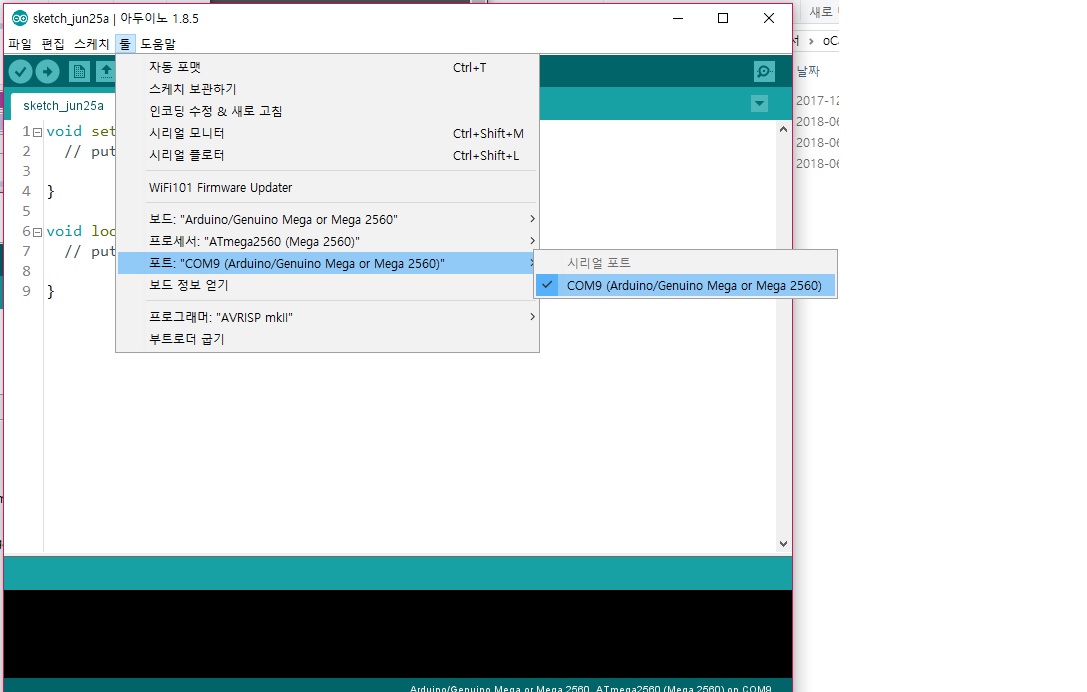 sketch_jun25a | 아두이노 1.8.5
파일 편집 스케치 툴 도움말
sketch_jun25a
자동 포맷 Ctrl+T
스케치 보관하기
인코딩 수정 & 새로 고침
시리얼 모니터 Ctrl+Shift+M
시리얼 플로터 Ctrl+Shift+L
WiFi101 Firmware Updater
보드: "Arduino/Genuino Mega or Mega 2560"
프로세서: "ATmega2560 (Mega 2560)"
포트: "COM9 (Arduino/Genuino Mega or Mega 2560)"
보드 정보 얻기
프로그래머: "AVRISP mkII"
부트로더 굽기
시리얼 포트
COM9 (Arduino/Genuino Mega or Mega 2560)
1 void set
2 // put
3
4 }
5
6 void loo
7 // put
8
9 }
새로
서 › oC
날짜
2017-12
2018-06
2018-06
2018-06
Arduino/Genuino Mega or Mega 2560, ATmega2560 (Mega 2560) on COM9